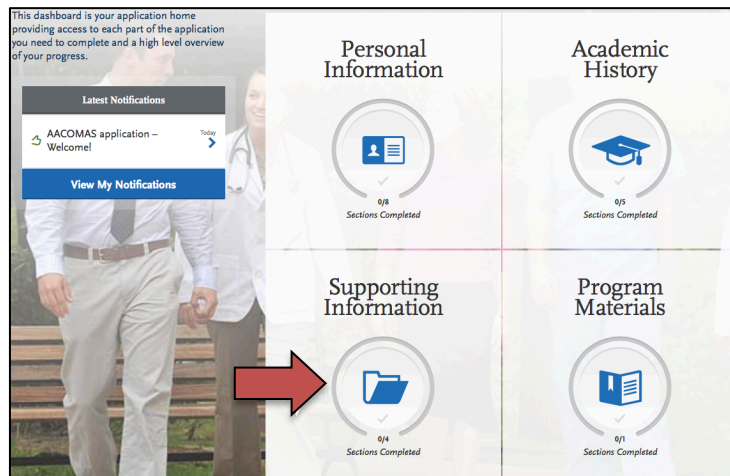 This dashboard is your application home
providing access to each part of the application
you need to complete and a high level overview
of your progress.
Latest Notifications
AACOMAS application –
Welcome!
Today
View My Notifications
Personal
Information
0/8
Sections Completed
Academic
History
0/5
Sections Completed
Supporting
Information
0/4
Sections Completed
Program
Materials
0/1
Sections Completed